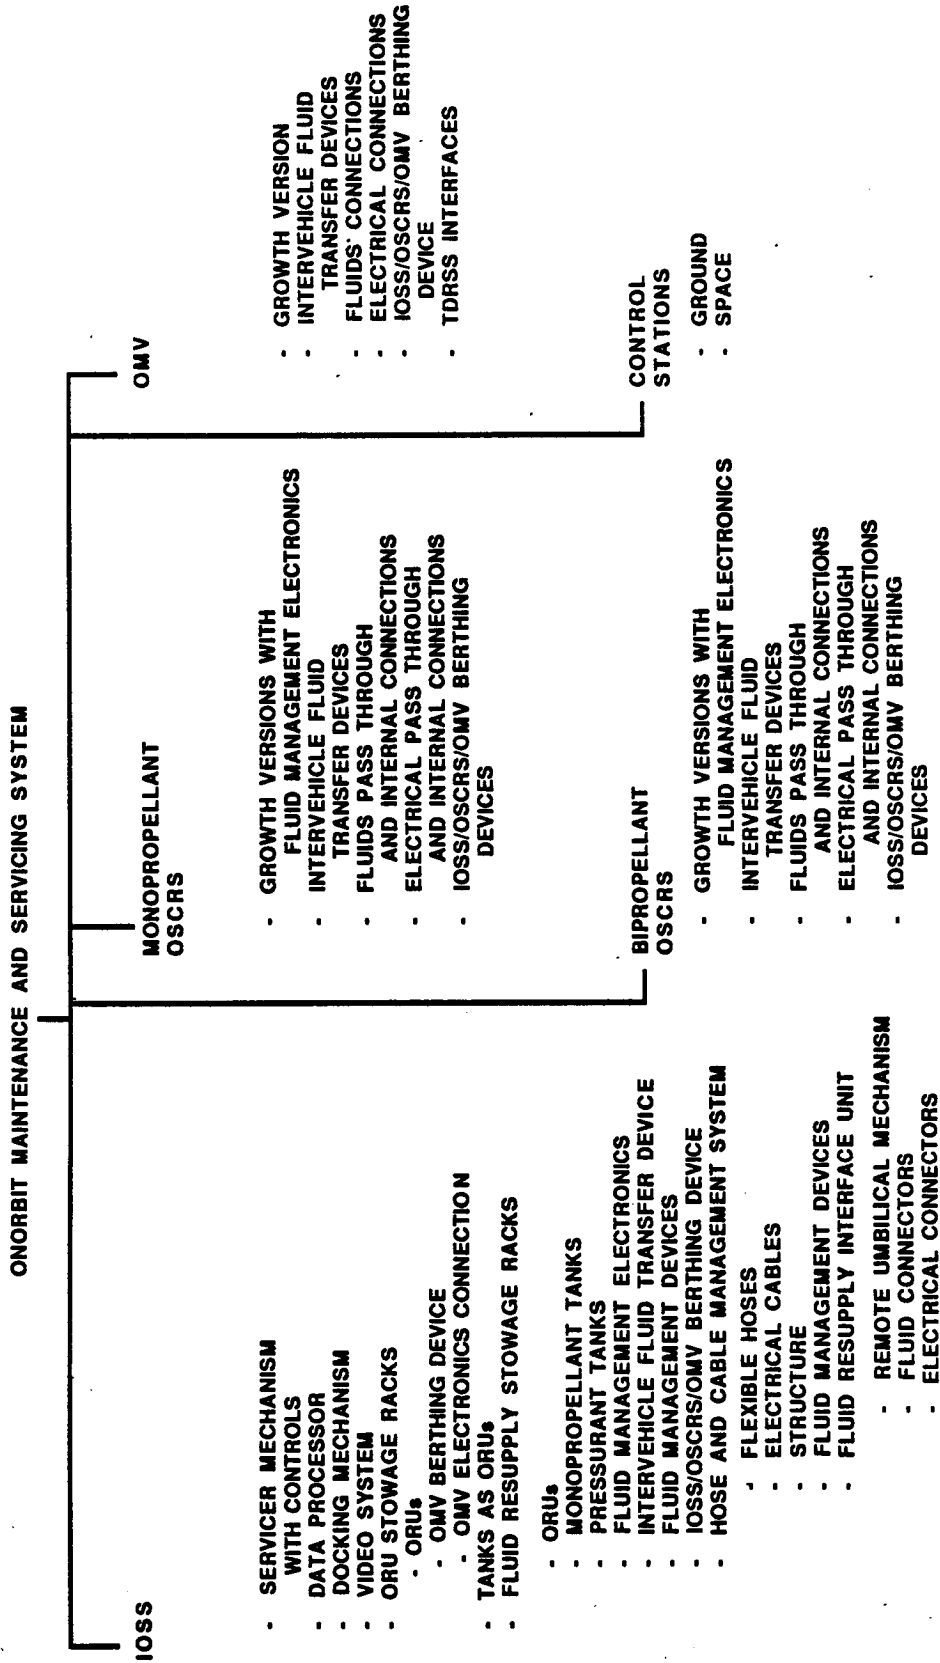 ONORBIT MAINTENANCE AND SERVICING SYSTEM
IOSS
- SERVICER MECHANISM
WITH CONTROLS
- DATA PROCESSOR
- DOCKING MECHANISM
- VIDEO SYSTEM
- ORU STOWAGE RACKS
- ORUs
- OMV BERTHING DEVICE
- OMV ELECTRONICS CONNECTION
- TANKS AS ORUs
- FLUID RESUPPLY STOWAGE RACKS
- ORUs
- MONOPROPELLANT TANKS
- PRESSURANT TANKS
- FLUID MANAGEMENT ELECTRONICS
- INTERVEHICLE FLUID TRANSFER DEVICE
- FLUID MANAGEMENT DEVICES
- IOSS/OSCRS/OMV BERTHING DEVICE
- HOSE AND CABLE MANAGEMENT SYSTEM
- FLEXIBLE HOSES
- ELECTRICAL CABLES
- STRUCTURE
- FLUID MANAGEMENT DEVICES
- FLUID RESUPPLY INTERFACE UNIT
- REMOTE UMBILICAL MECHANISM
- FLUID CONNECTORS
- ELECTRICAL CONNECTORS
MONOPROPELLANT
OSCRS
- GROWTH VERSIONS WITH
FLUID MANAGEMENT ELECTRONICS
- INTERVEHICLE FLUID
TRANSFER DEVICES
- FLUIDS PASS THROUGH
AND INTERNAL CONNECTIONS
- ELECTRICAL PASS THROUGH
AND INTERNAL CONNECTIONS
- IOSS/OSCRS/OMV BERTHING
DEVICES
BIPROPELLANT
OSCRS
- GROWTH VERSIONS WITH
FLUID MANAGEMENT ELECTRONICS
- INTERVEHICLE FLUID
TRANSFER DEVICES
- FLUIDS PASS THROUGH
AND INTERNAL CONNECTIONS
- ELECTRICAL PASS THROUGH
AND INTERNAL CONNECTIONS
- IOSS/OSCRS/OMV BERTHING
DEVICES
OMV
- GROWTH VERSION
- INTERVEHICLE FLUID
TRANSFER DEVICES
- FLUIDS' CONNECTIONS
- ELECTRICAL CONNECTIONS
- IOSS/OSCRS/OMV BERTHING
DEVICE
- TDRSS INTERFACES
CONTROL
STATIONS
- GROUND
- SPACE